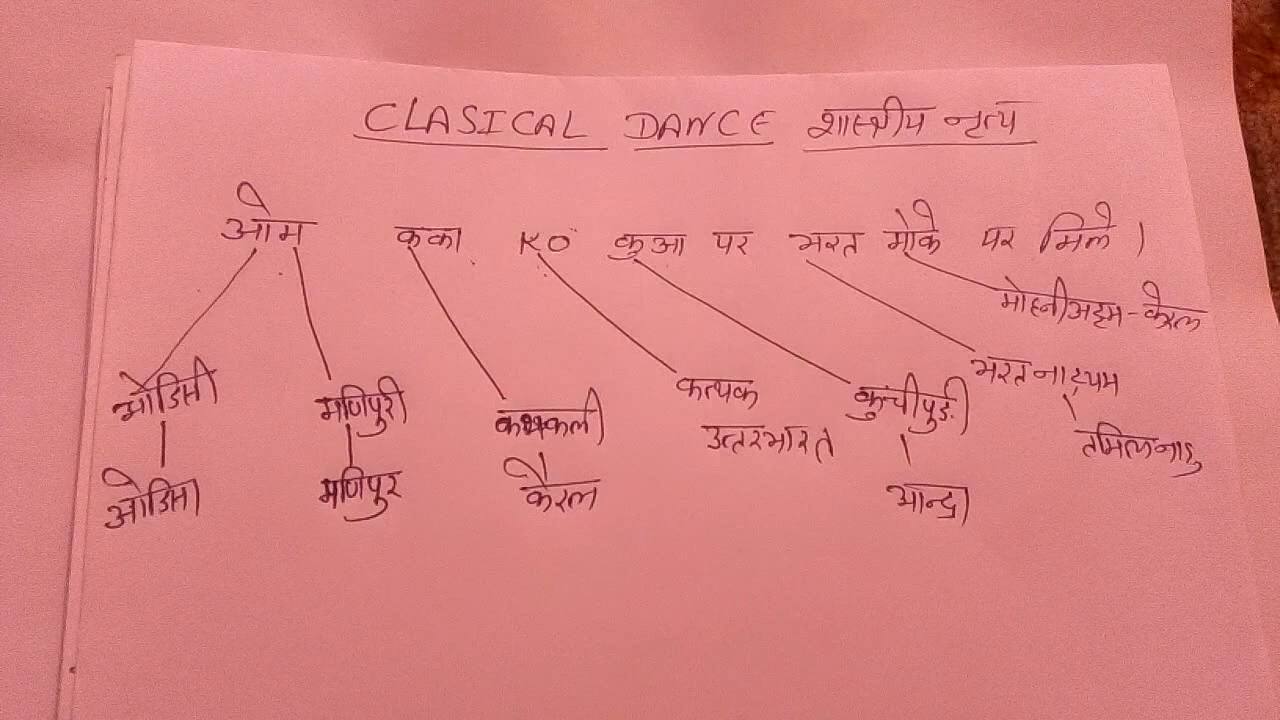 CLASICAL DANCE शास्त्रीय नृत्य
ओम कका KO कुआ पर भरत मोके पर मिले।
मोहनीअट्टम - केरल
ओडिसी मणिपुरी कथकली कत्थक कुचीपुड़ी भरतनाट्यम
ओडिसा मणिपुर केरल उत्तरभारत आन्द्रा तमिलनाडु